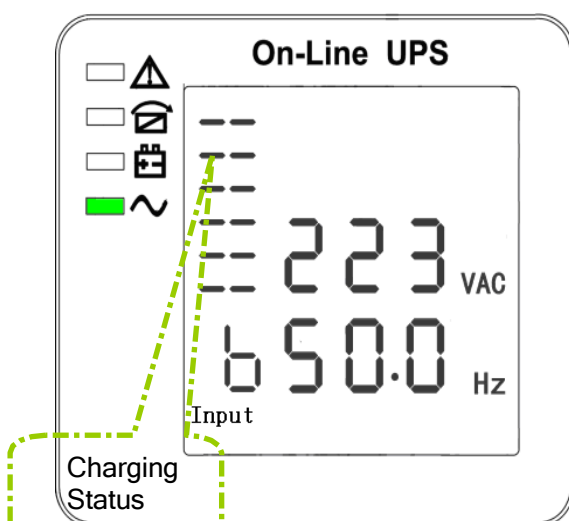 On-Line UPS
223 VAC
b 50.0 Hz
Input
Charging
Status